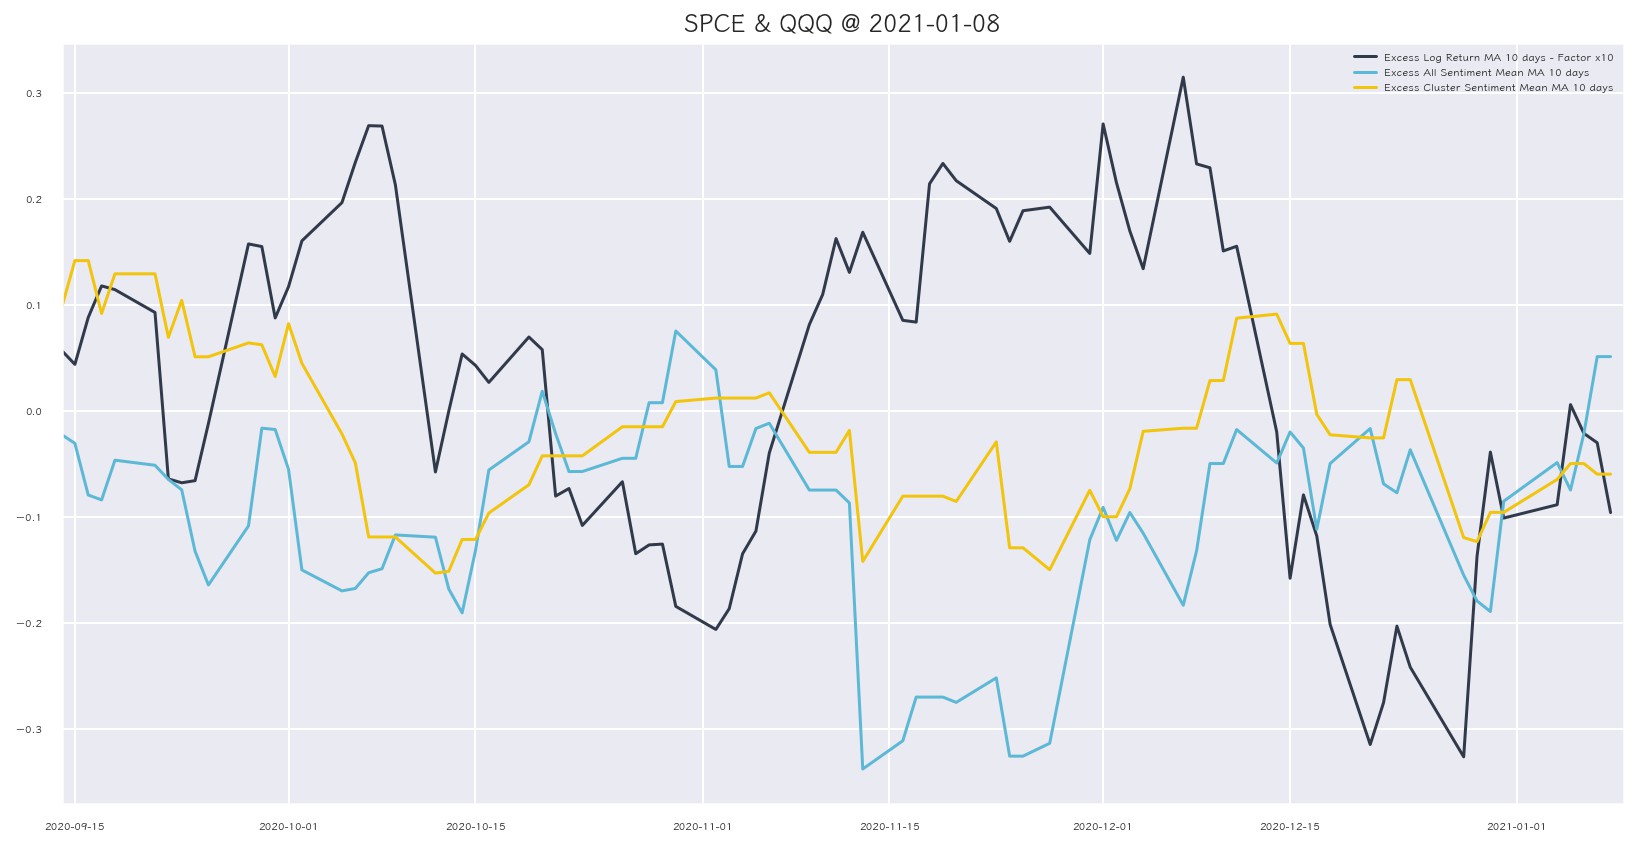 SPCE & QQQ @ 2021-01-08
Excess Log Return MA 10 days - Factor x10
Excess All Sentiment Mean MA 10 days
Excess Cluster Sentiment Mean MA 10 days
0.3
0.2
0.1
0.0
−0.1
−0.2
−0.3
2020-09-15 2020-10-01 2020-10-15 2020-11-01 2020-11-15 2020-12-01 2020-12-15 2021-01-01